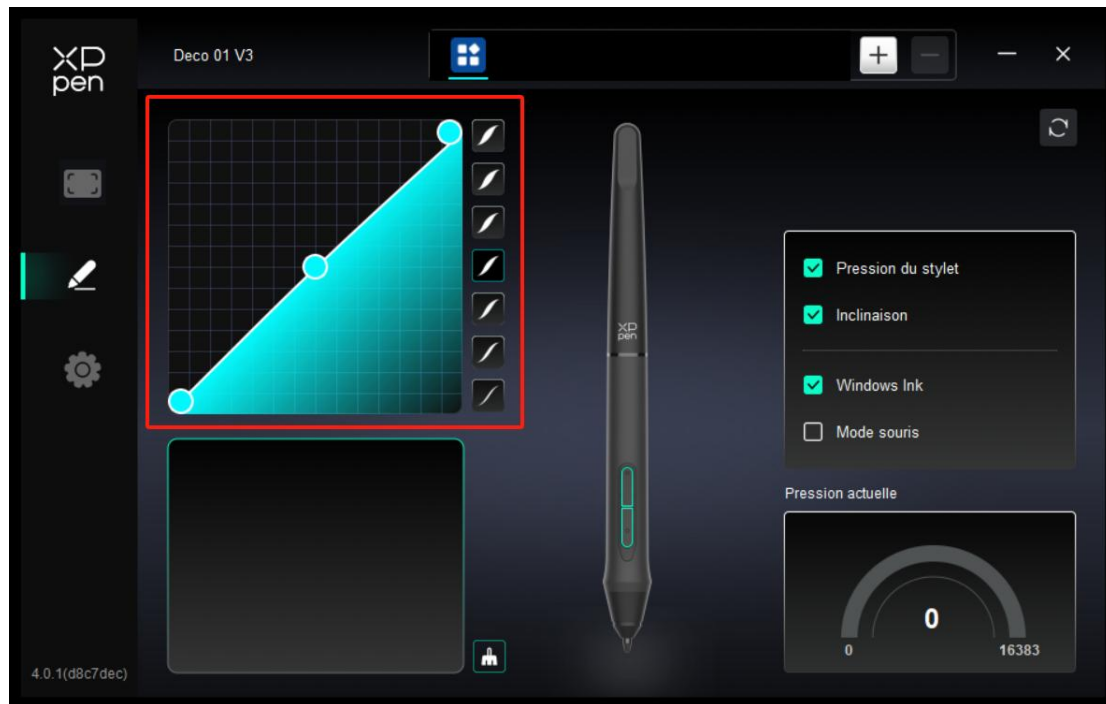 XP
pen
Deco 01 V3
XP
pen
Pression du stylet
Inclinaison
Windows Ink
Mode souris
Pression actuelle
0
0
16383
4.0.1(d8c7dec)